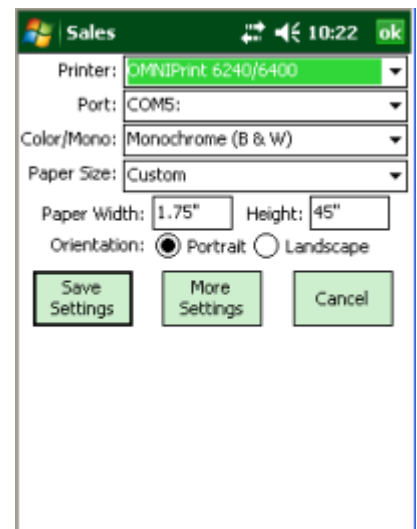 Sales 10:22 ok
Printer: OMNIPrint 6240/6400
Port: COM5:
Color/Mono: Monochrome (B & W)
Paper Size: Custom
Paper Width: 1.75" Height: 45"
Orientation: Portrait Landscape
Save Settings More Settings Cancel